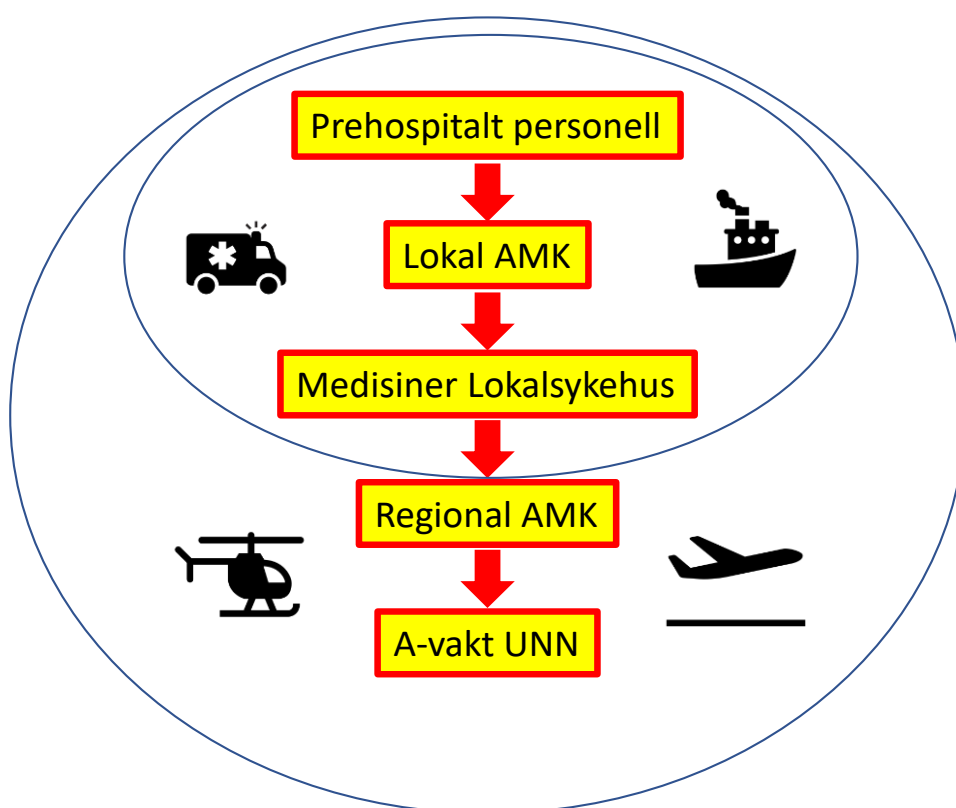 Prehospitalt personell
Lokal AMK
Medisiner Lokalsykehus
Regional AMK
A-vakt UNN